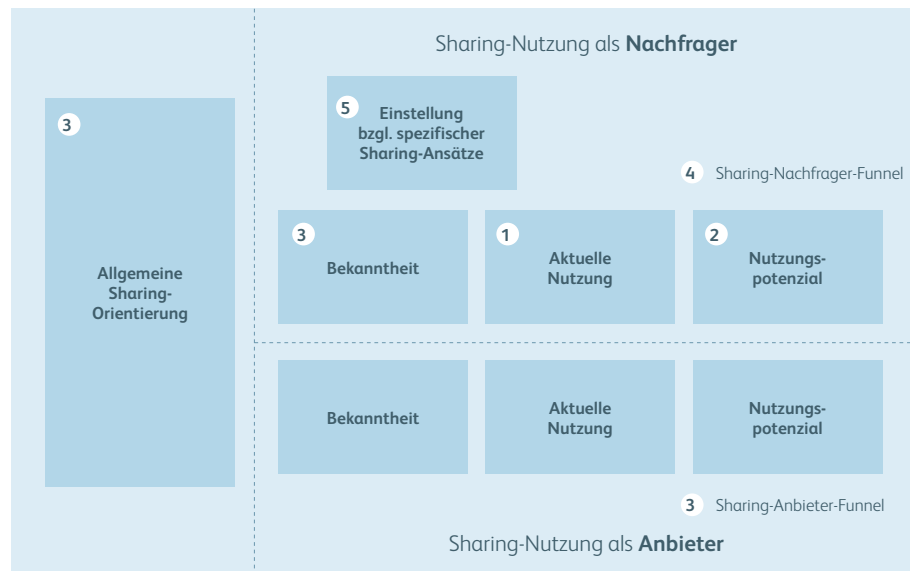 Sharing-Nutzung als Nachfrager
3
Allgemeine
Sharing-
Orientierung
5
Einstellung
bzgl. spezifischer
Sharing-Ansätze
4 Sharing-Nachfrager-Funnel
3
Bekanntheit
1
Aktuelle
Nutzung
2
Nutzungs-
potenzial
Bekanntheit
Aktuelle
Nutzung
Nutzungs-
potenzial
3 Sharing-Anbieter-Funnel
Sharing-Nutzung als Anbieter